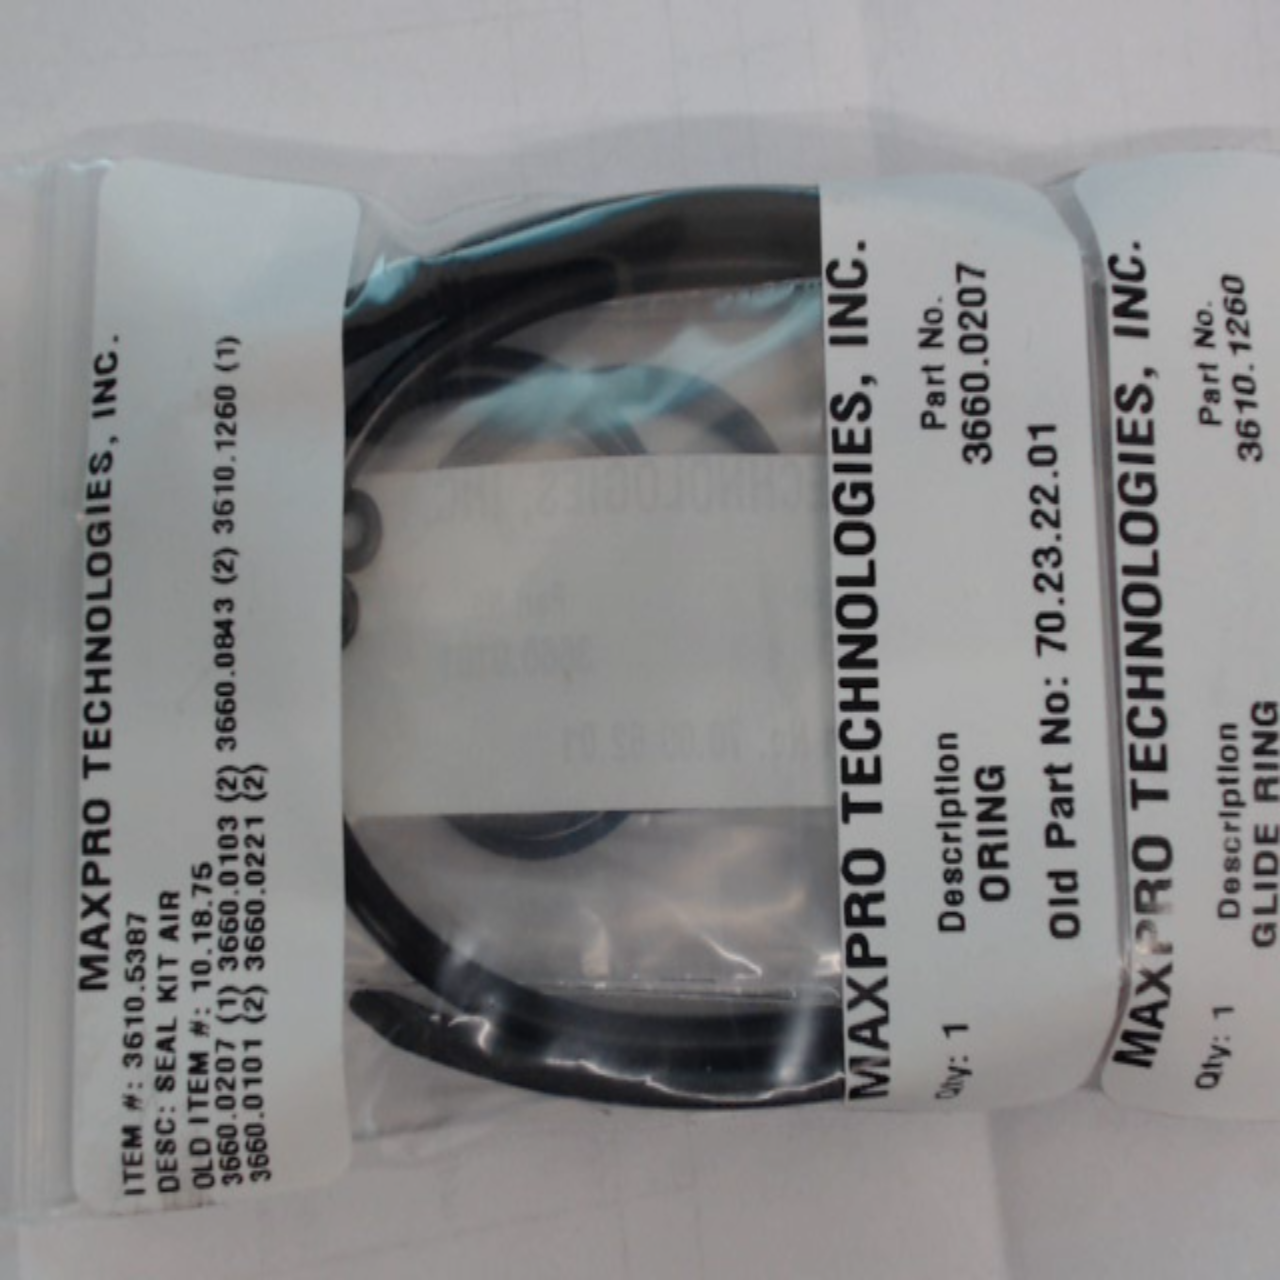 MAXPRO TECHNOLOGIES, INC.
ITEM #: 3610.5387
DESC: SEAL KIT AIR
OLD ITEM #: 10.18.75
3660.0207 (1) 3660.0103 (2) 3660.0843 (2) 3610.1260 (1)
3660.0101 (2) 3660.0221 (2)
MAXPRO TECHNOLOGIES, INC.
Qty: 1 Description Part No.
ORING 3660.0207
Old Part No: 70.23.22.01
MAXPRO TECHNOLOGIES, INC.
Qty: 1 Description Part No.
GLIDE RING 3610.1260